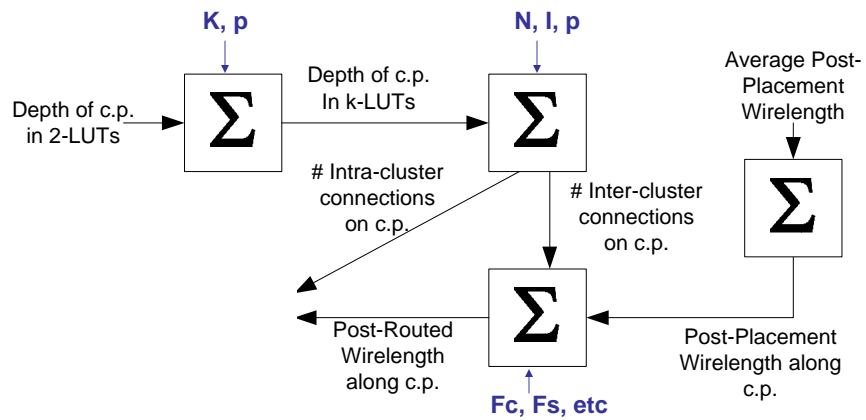 K, p
N, I, p
Average Post-
Placement
Wirelength
Depth of c.p.
in 2-LUTs
Σ
Depth of c.p.
In k-LUTs
Σ
# Intra-cluster
connections
on c.p.
# Inter-cluster
connections
on c.p.
Σ
Post-Routed
Wirelength
along c.p.
Σ
Post-Placement
Wirelength along
c.p.
Fc, Fs, etc